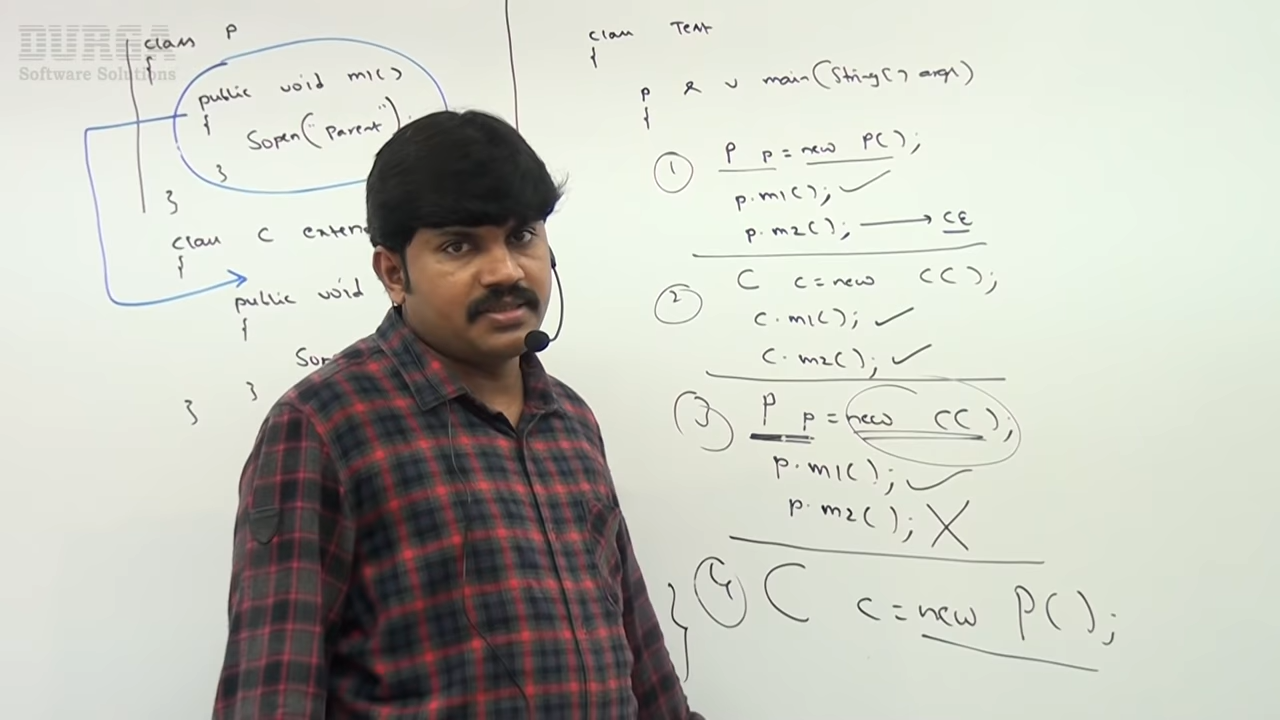 DURGA
Software Solutions
class P
{
public void m1()
{
Sopen("parent");
}
}
class C exten
{
public void
{
Sop
}
}
class Test
{
p s v main(String() args)
{
① P p = new P();
p.m1(); ✓
p.m2(); → CE
② C c = new C();
c.m1(); ✓
c.m2(); ✓
③ P p = new C();
p.m1(); ✓
p.m2(); X
④ C c = new P();